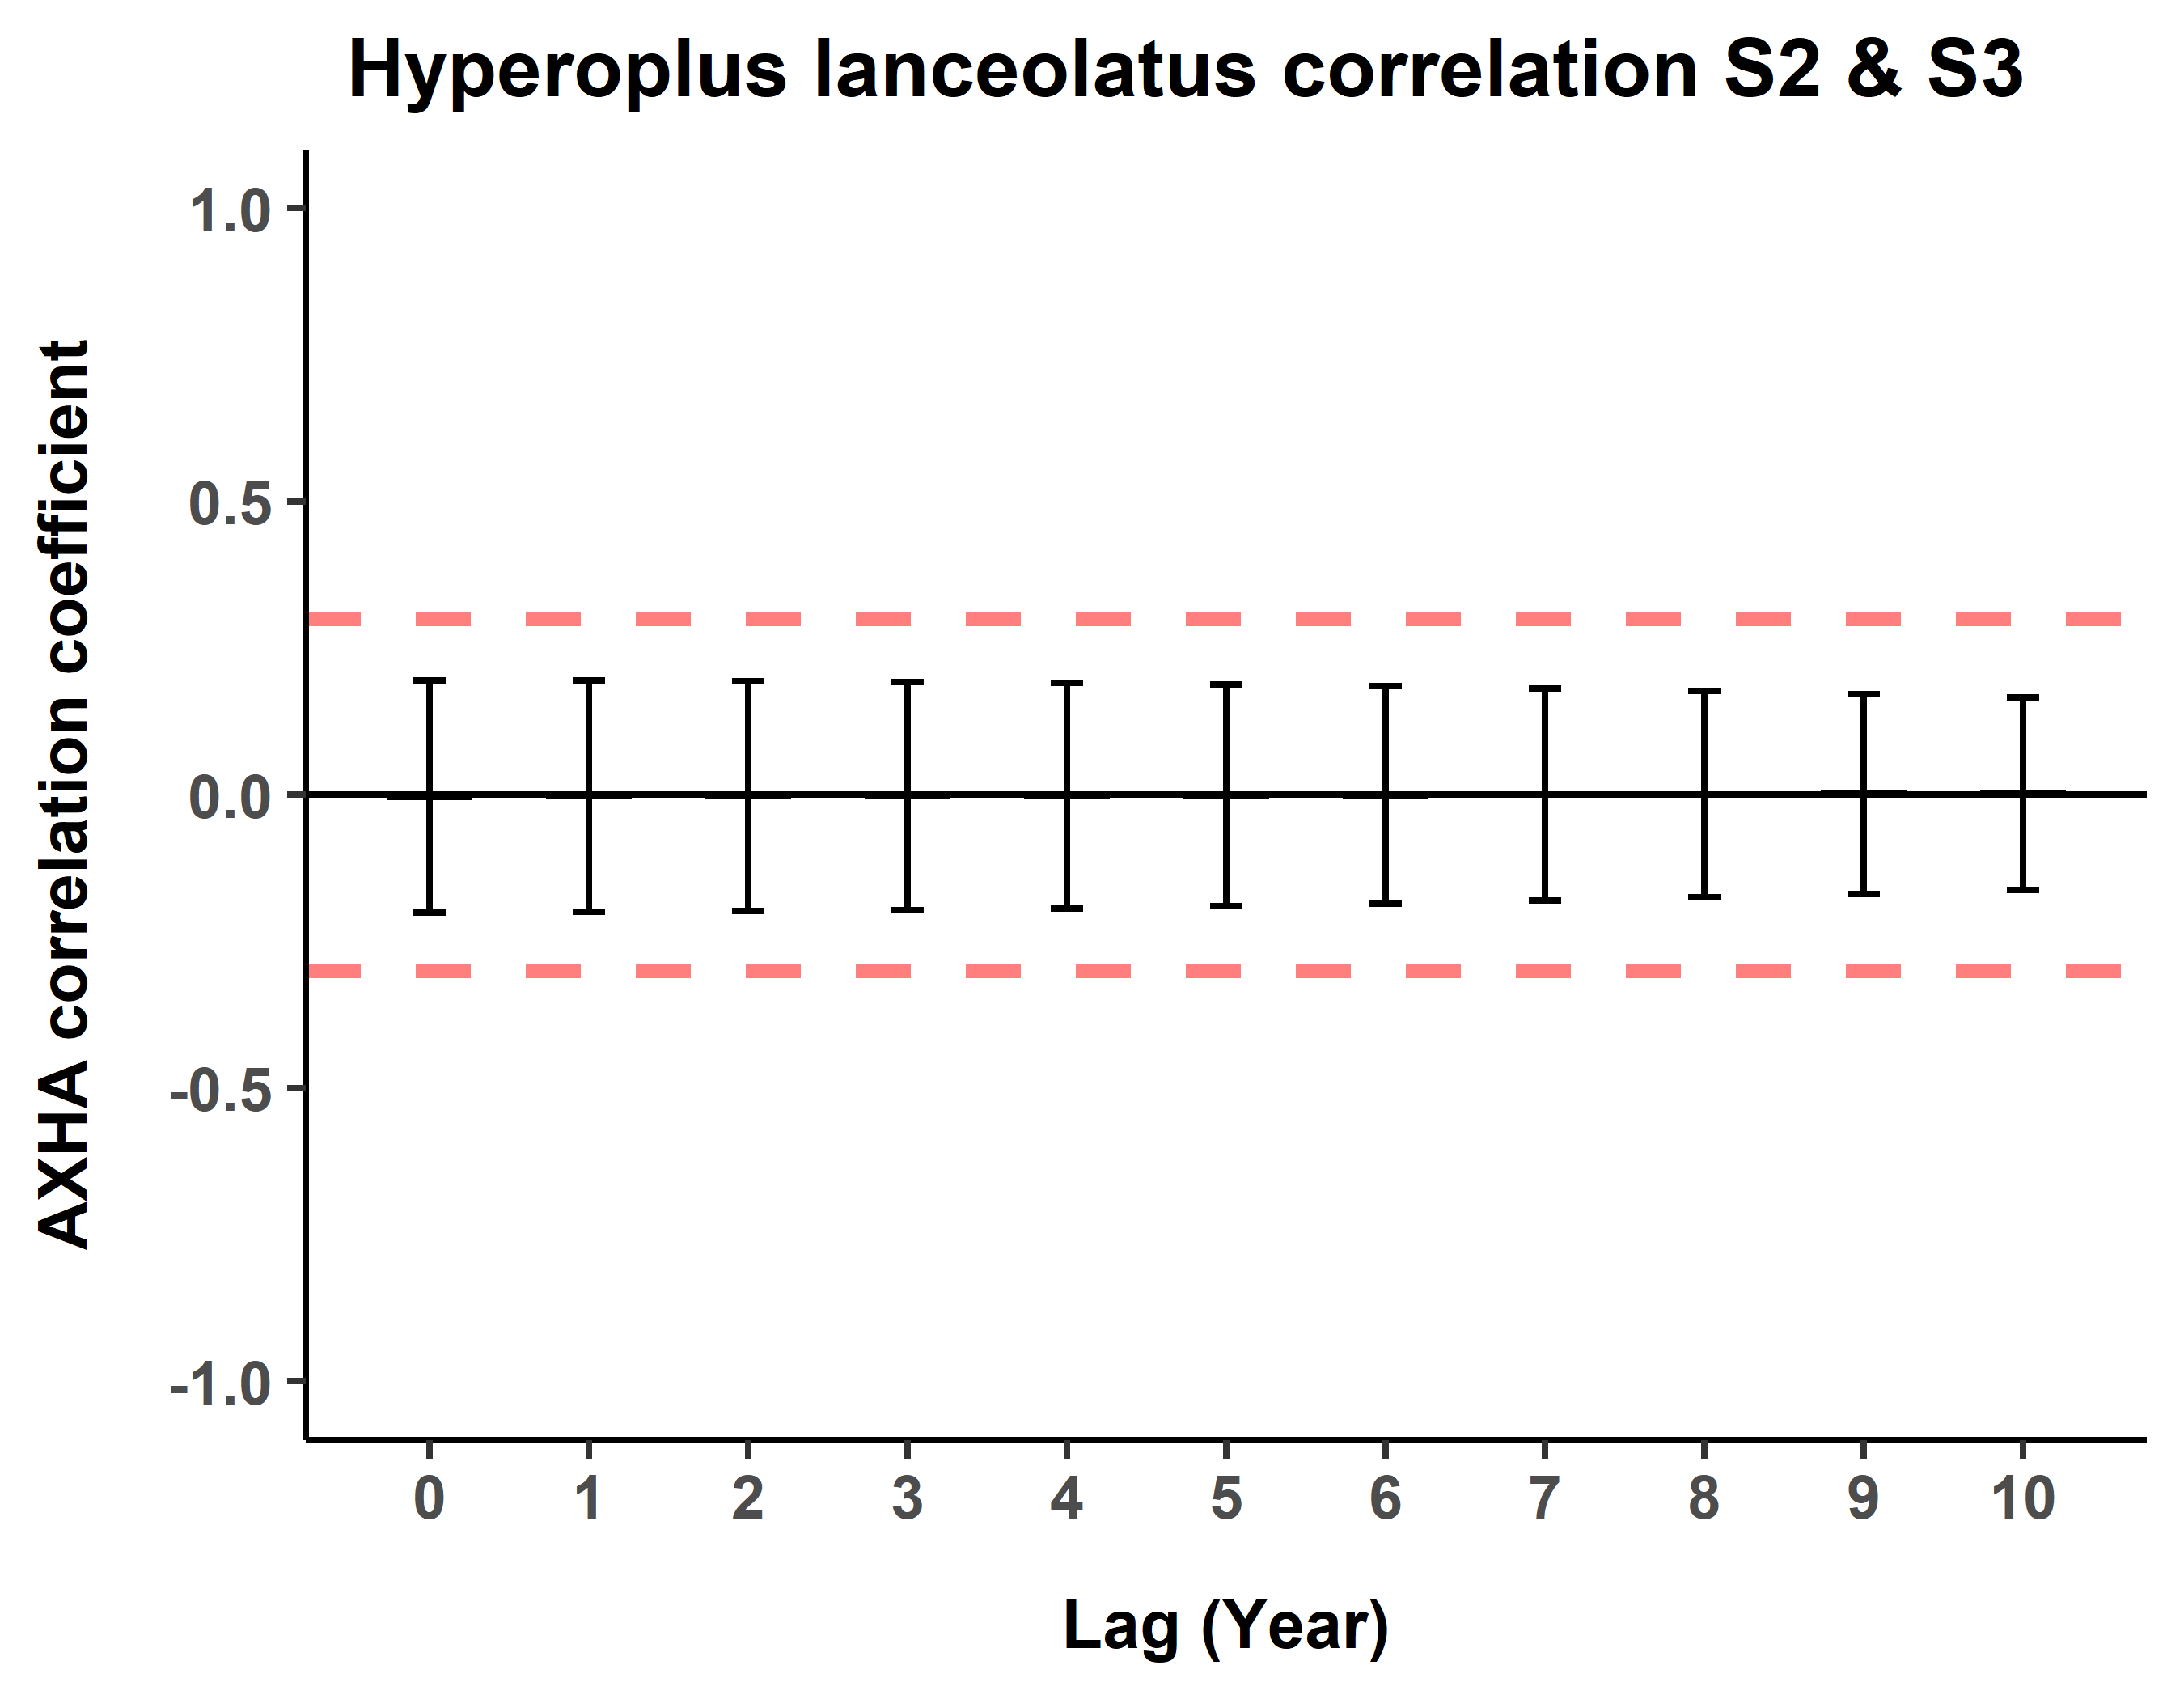 Hyperoplus lanceolatus correlation S2 & S3
AXHA correlation coefficient
1.0
0.5
0.0
-0.5
-1.0
0 1 2 3 4 5 6 7 8 9 10
Lag (Year)